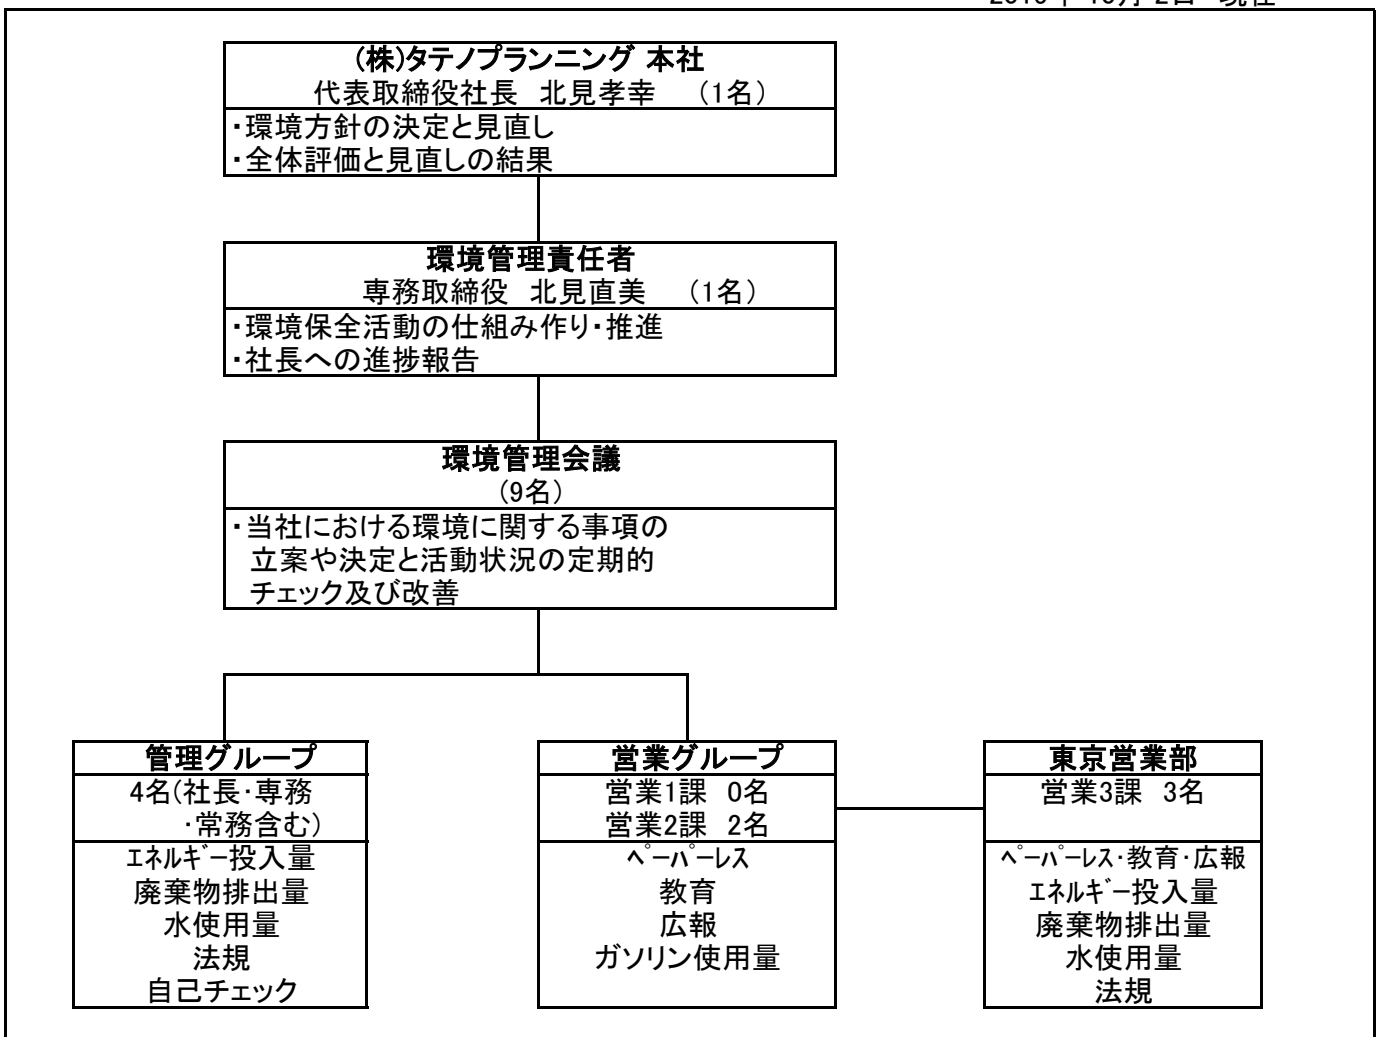 (株)タテノプランニング 本社
代表取締役社長　北見孝幸　(1名)
・環境方針の決定と見直し
・全体評価と見直しの結果
環境管理責任者
専務取締役　北見直美　(1名)
・環境保全活動の仕組み作り・推進
・社長への進捗報告
環境管理会議
(9名)
・当社における環境に関する事項の
立案や決定と活動状況の定期的
チェック及び改善
管理グループ
4名(社長・専務
・常務含む)
エネルギー投入量
廃棄物排出量
水使用量
法規
自己チェック
営業グループ
営業1課　0名
営業2課　2名
ペーパーレス
教育
広報
ガソリン使用量
東京営業部
営業3課　3名
ペーパーレス・教育・広報
エネルギー投入量
廃棄物排出量
水使用量
法規